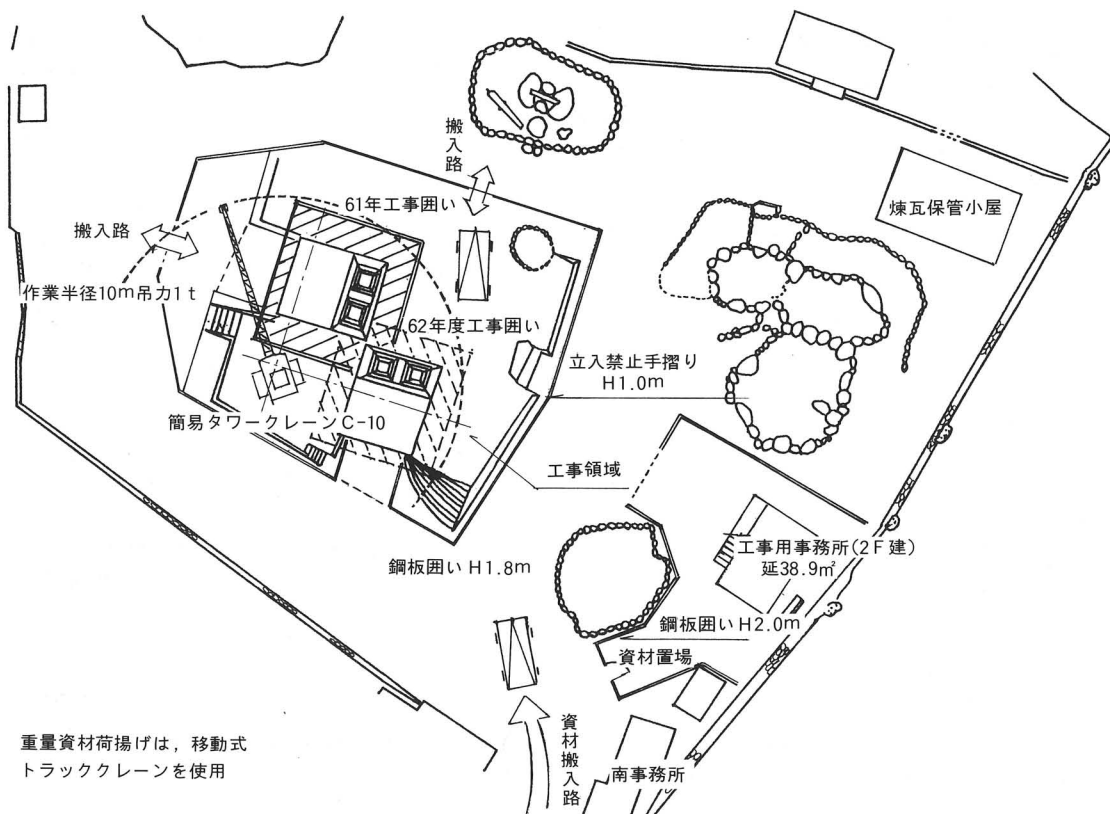 搬入路
61年工事囲い
煉瓦保管小屋
搬入路
作業半径10m吊力1t
62年度工事囲い
立入禁止手摺り
H1.0m
簡易タワークレーンC-10
工事領域
工事用事務所(2F建)
延38.9㎡
鋼板囲いH1.8m
鋼板囲いH2.0m
資材置場
資材搬入路
重量資材荷揚げは，移動式
トラッククレーンを使用
南事務所